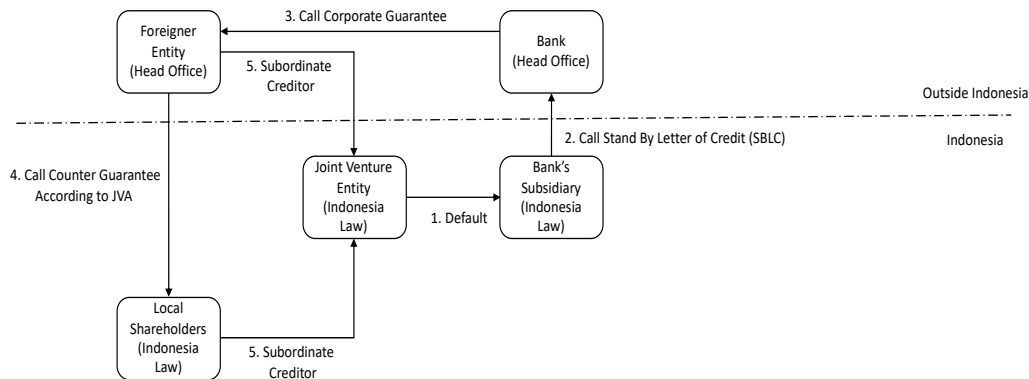 3. Call Corporate Guarantee
Foreigner
Entity
(Head Office)
Bank
(Head Office)
5. Subordinate
Creditor
Outside Indonesia
2. Call Stand By Letter of Credit (SBLC)
Indonesia
4. Call Counter Guarantee
According to JVA
Joint Venture
Entity
(Indonesia
Law)
1. Default
Bank’s
Subsidiary
(Indonesia
Law)
Local
Shareholders
(Indonesia
Law)
5. Subordinate
Creditor